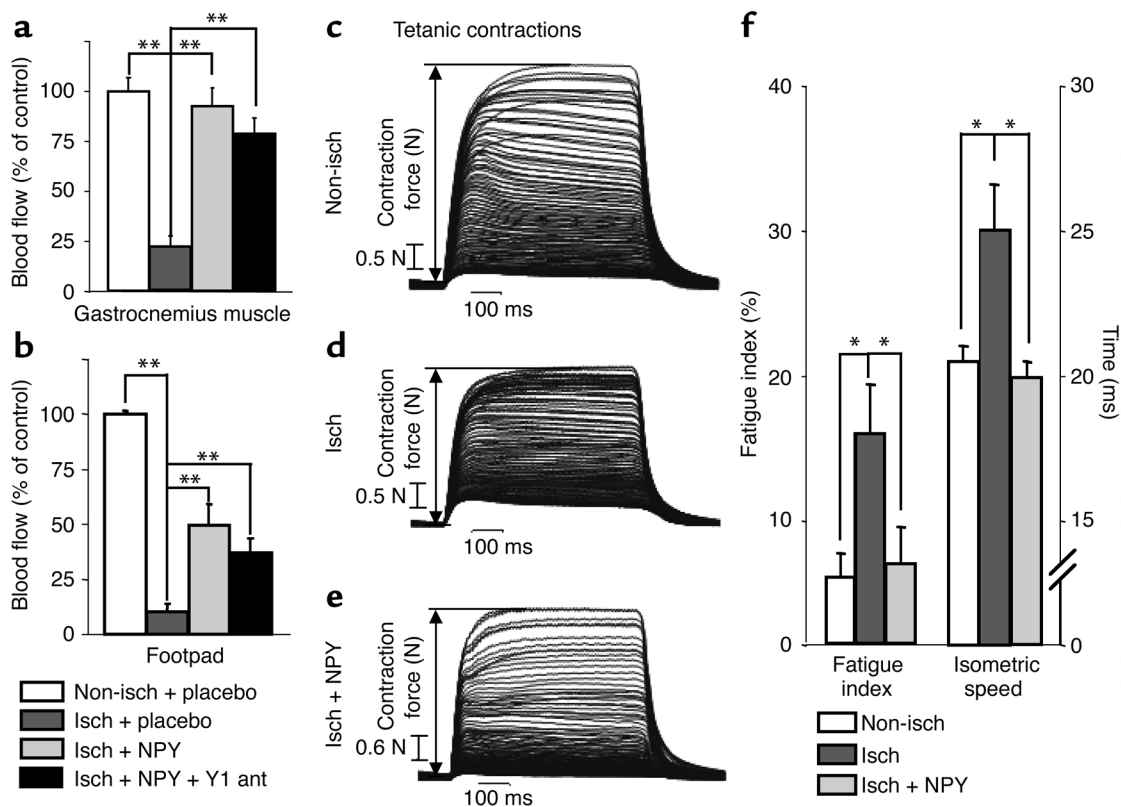 a
**
**
**
100
75
50
25
0
Blood flow (% of control)
Gastrocnemius muscle
b
**
**
**
100
75
50
25
0
Blood flow (% of control)
Footpad
Non-isch + placebo
Isch + placebo
Isch + NPY
Isch + NPY + Y1 ant
c
Tetanic contractions
Non-isch
Contraction
force (N)
0.5 N
100 ms
d
Isch
Contraction
force (N)
0.5 N
100 ms
e
Isch + NPY
Contraction
force (N)
0.6 N
100 ms
f
40
30
20
10
0
Fatigue index (%)
30
25
20
15
0
Time (ms)
*
*
*
*
Fatigue
index
Isometric
speed
Non-isch
Isch
Isch + NPY